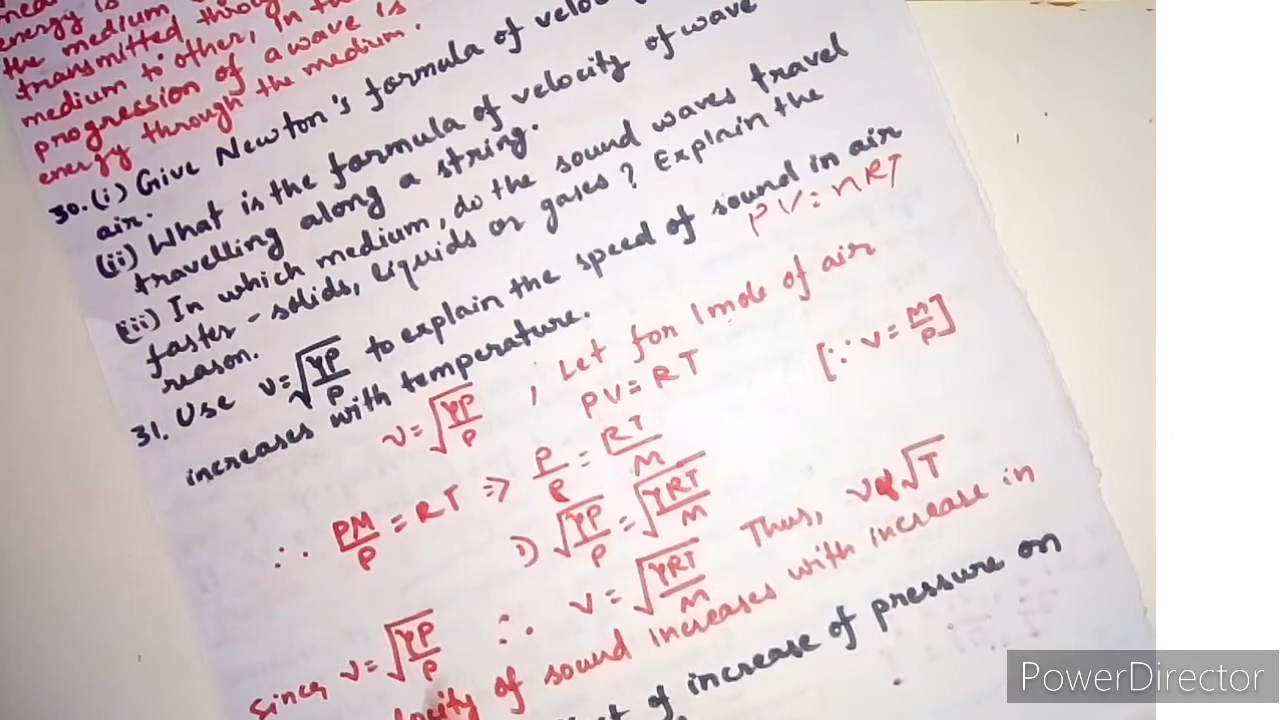 energy is
the medium
transmitted throu
medium to other, in
progression of a wave is
energy through the medium.
30. (i) Give Newton's formula of velo
air.
(ii) What is the formula of velocity of wave
travelling along a string.
(iii) In which medium, do the sound waves travel
faster - solids, liquids or gases? Explain the
reason.
31. Use v=√(γP/ρ) to explain the speed of sound in air
increases with temperature.
PV = nRT
v=√(γP/ρ) , Let for 1 mole of air
PV = RT [∵ V = M/ρ]
∴ PM/ρ = RT ⇒ P/ρ = RT/M
⇒ √(γP/ρ) = √(γRT/M)
Since, v=√(γP/ρ) ∴ v = √(γRT/M) Thus, v α √T
locity of sound increases with increase in
of increase of pressure on
PowerDirector